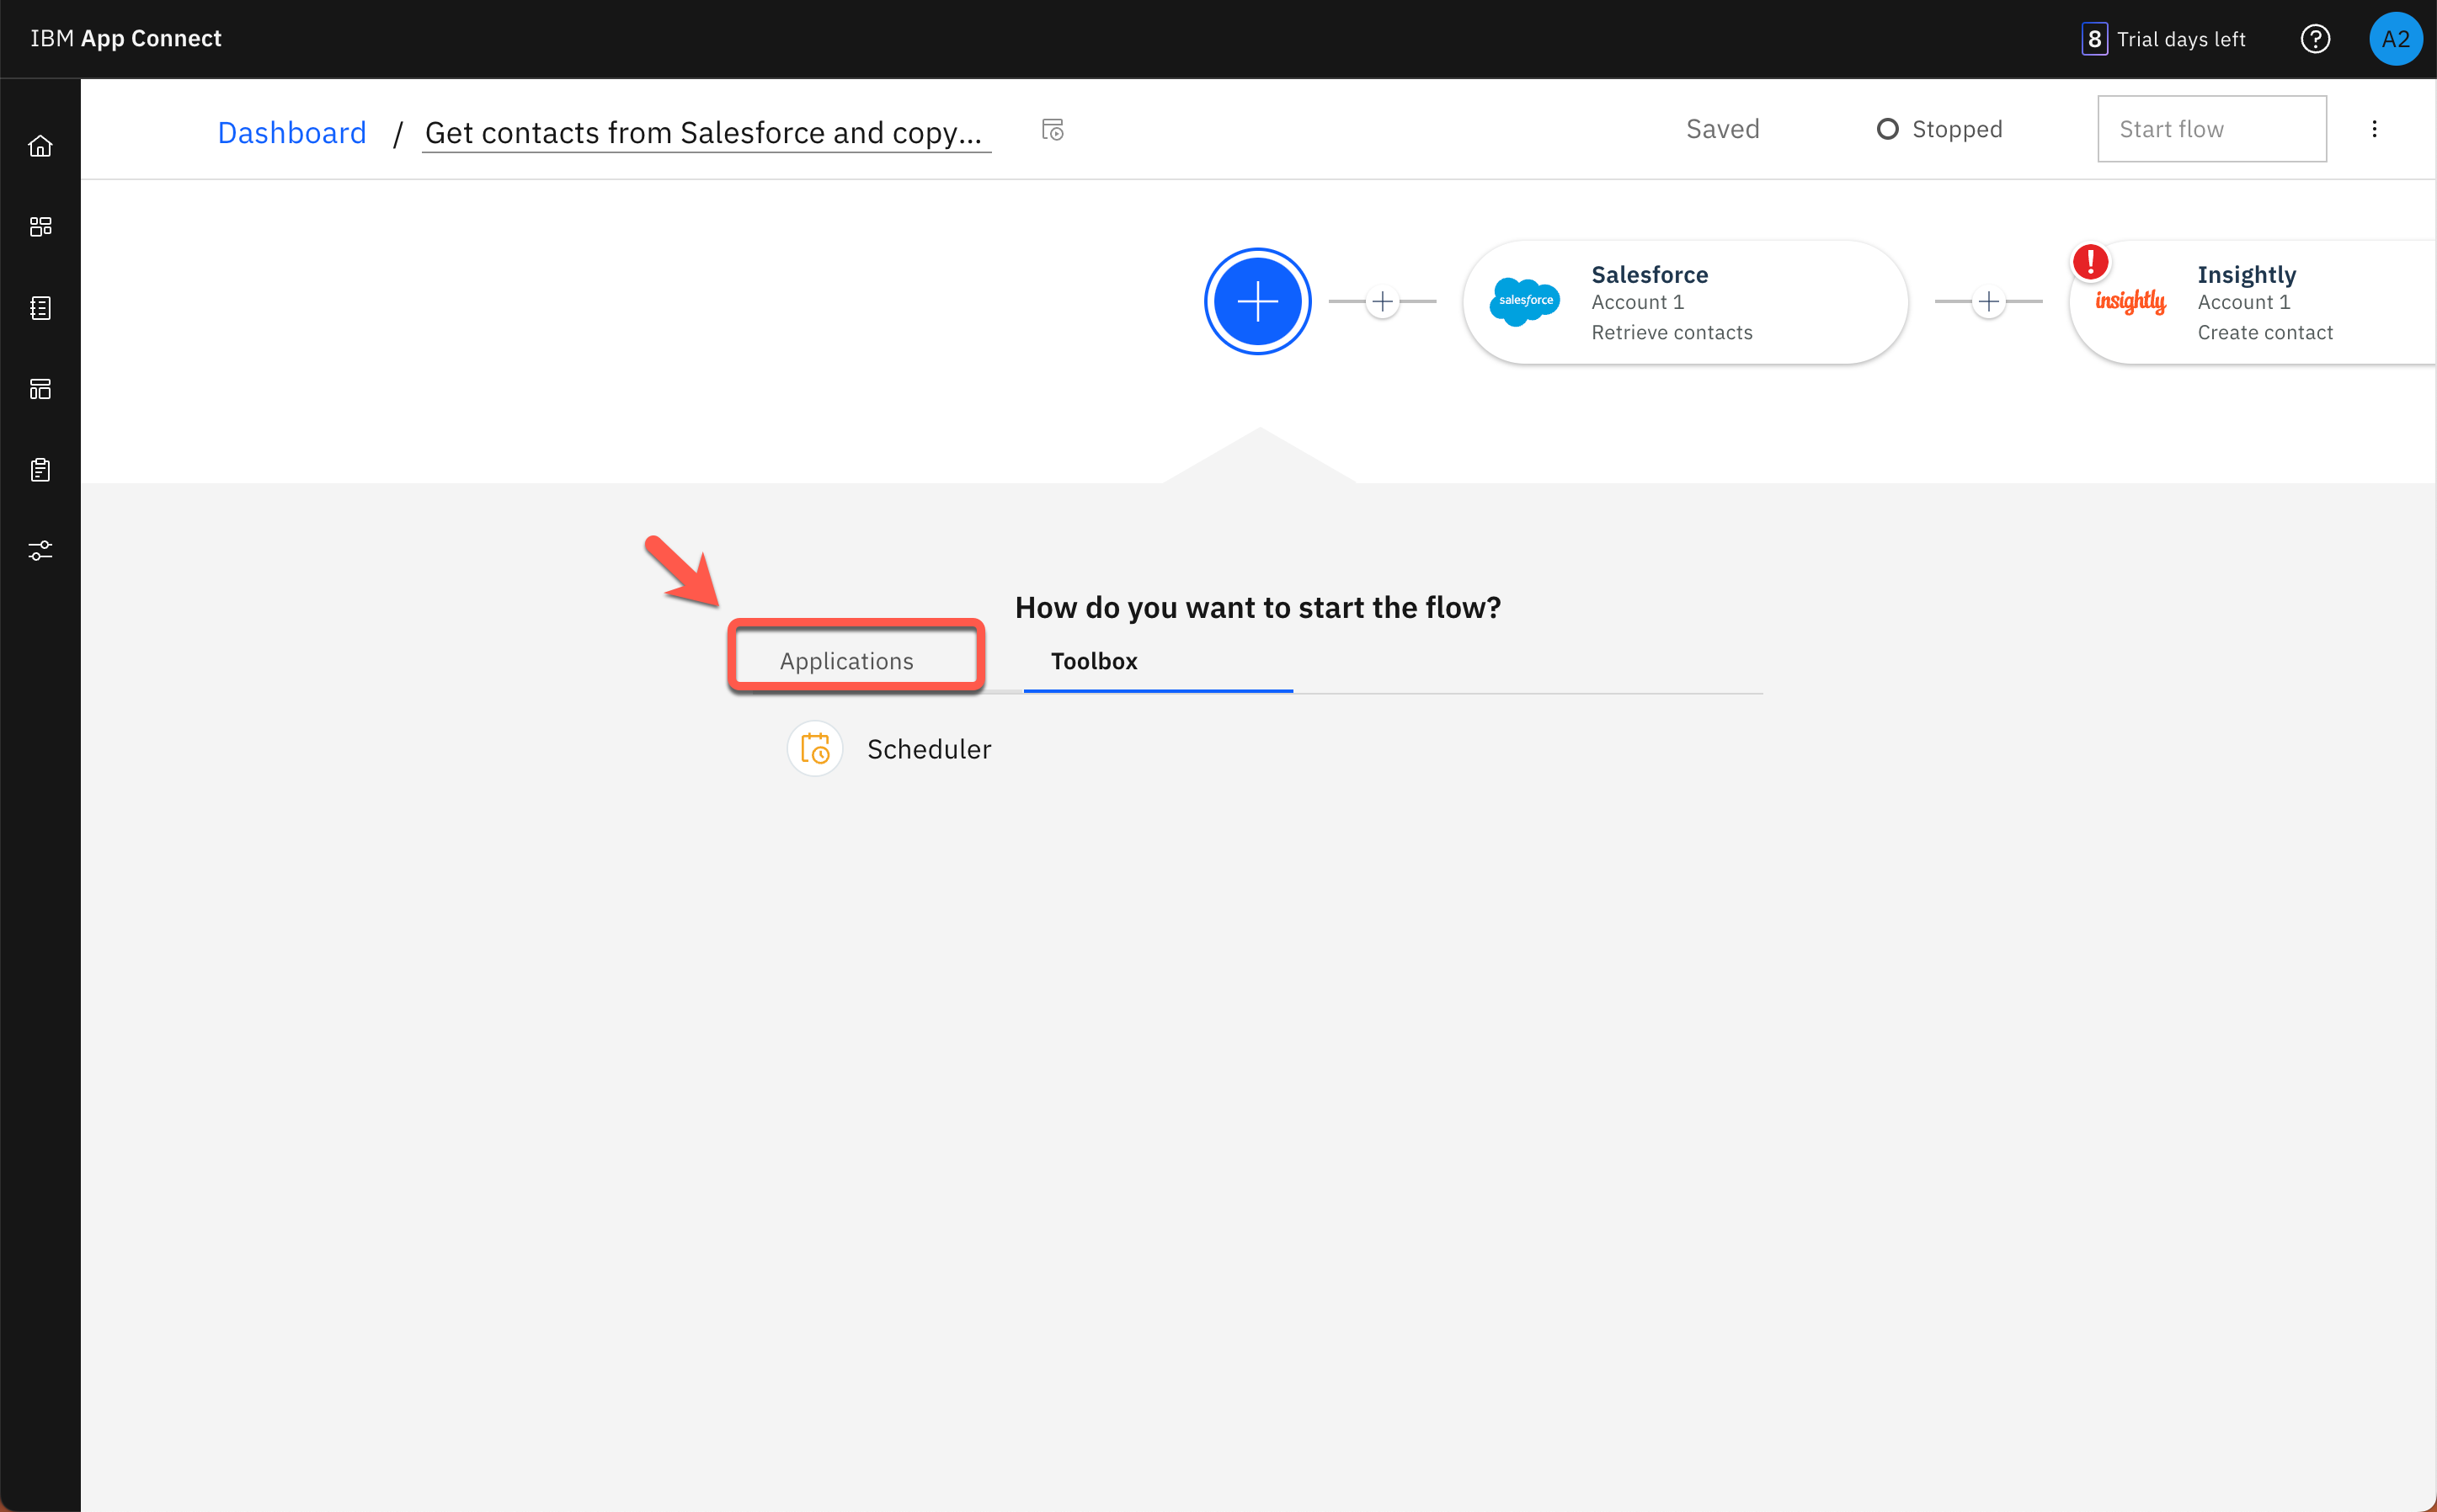 IBM App Connect
8 Trial days left
?
A2
Dashboard / Get contacts from Salesforce and copy...
Saved
Stopped
Start flow
salesforce
Salesforce
Account 1
Retrieve contacts
!
insightly
Insightly
Account 1
Create contact
How do you want to start the flow?
Applications
Toolbox
Scheduler